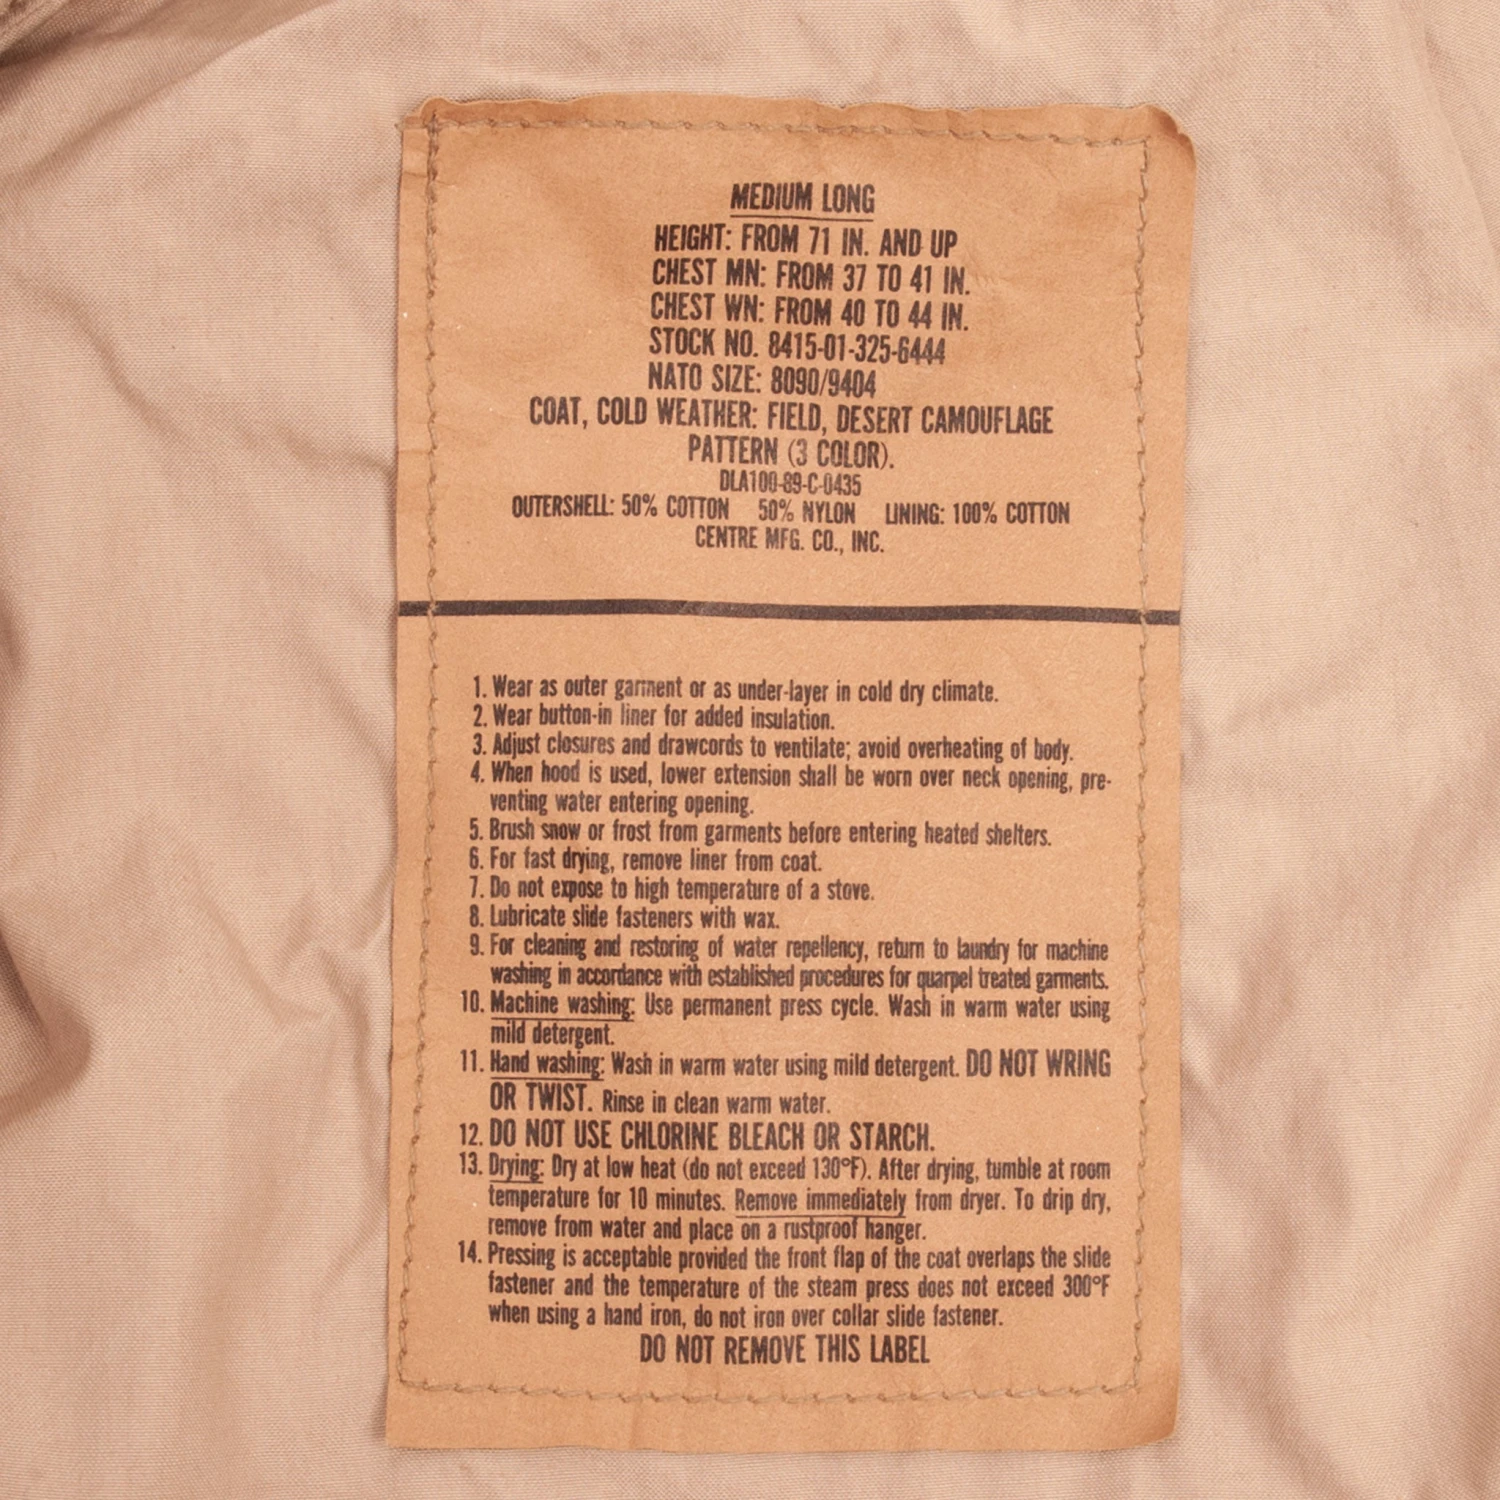 MEDIUM LONG
HEIGHT: FROM 71 IN. AND UP
CHEST MN: FROM 37 TO 41 IN.
CHEST WN: FROM 40 TO 44 IN.
STOCK NO. 8415-01-325-6444
NATO SIZE: 8090/9404
COAT, COLD WEATHER: FIELD, DESERT CAMOUFLAGE
PATTERN (3 COLOR).
DLA100-89-C-0435
OUTERSHELL: 50% COTTON 50% NYLON LINING: 100% COTTON
CENTRE MFG. CO., INC.
1. Wear as outer garment or as under-layer in cold dry climate.
2. Wear button-in liner for added insulation.
3. Adjust closures and drawcords to ventilate; avoid overheating of body.
4. When hood is used, lower extension shall be worn over neck opening, pre-
venting water entering opening.
5. Brush snow or frost from garments before entering heated shelters.
6. For fast drying, remove liner from coat.
7. Do not expose to high temperature of a stove.
8. Lubricate slide fasteners with wax.
9. For cleaning and restoring of water repellency, return to laundry for machine
washing in accordance with established procedures for quarpel treated garments.
10. Machine washing: Use permanent press cycle. Wash in warm water using
mild detergent.
11. Hand washing: Wash in warm water using mild detergent. DO NOT WRING
OR TWIST. Rinse in clean warm water.
12. DO NOT USE CHLORINE BLEACH OR STARCH.
13. Drying: Dry at low heat (do not exceed 130°F). After drying, tumble at room
temperature for 10 minutes. Remove immediately from dryer. To drip dry,
remove from water and place on a rustproof hanger.
14. Pressing is acceptable provided the front flap of the coat overlaps the slide
fastener and the temperature of the steam press does not exceed 300°F
when using a hand iron, do not iron over collar slide fastener.
DO NOT REMOVE THIS LABEL